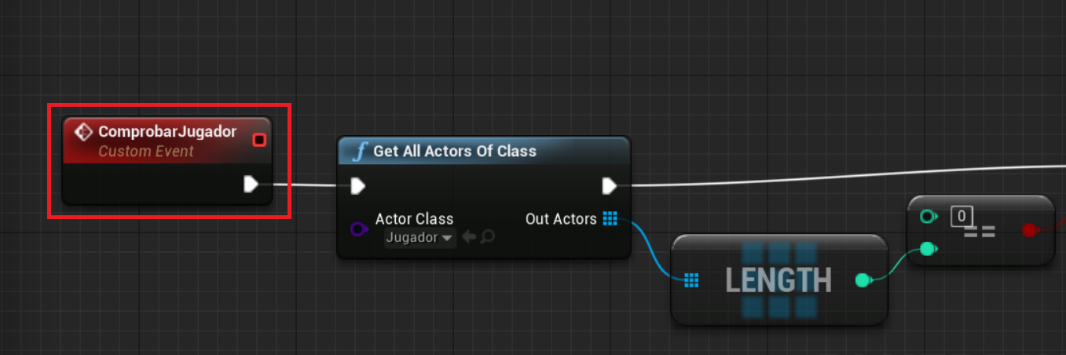 ComprobarJugador
Custom Event
f Get All Actors Of Class
Actor Class
Out Actors
Jugador
LENGTH
0
==